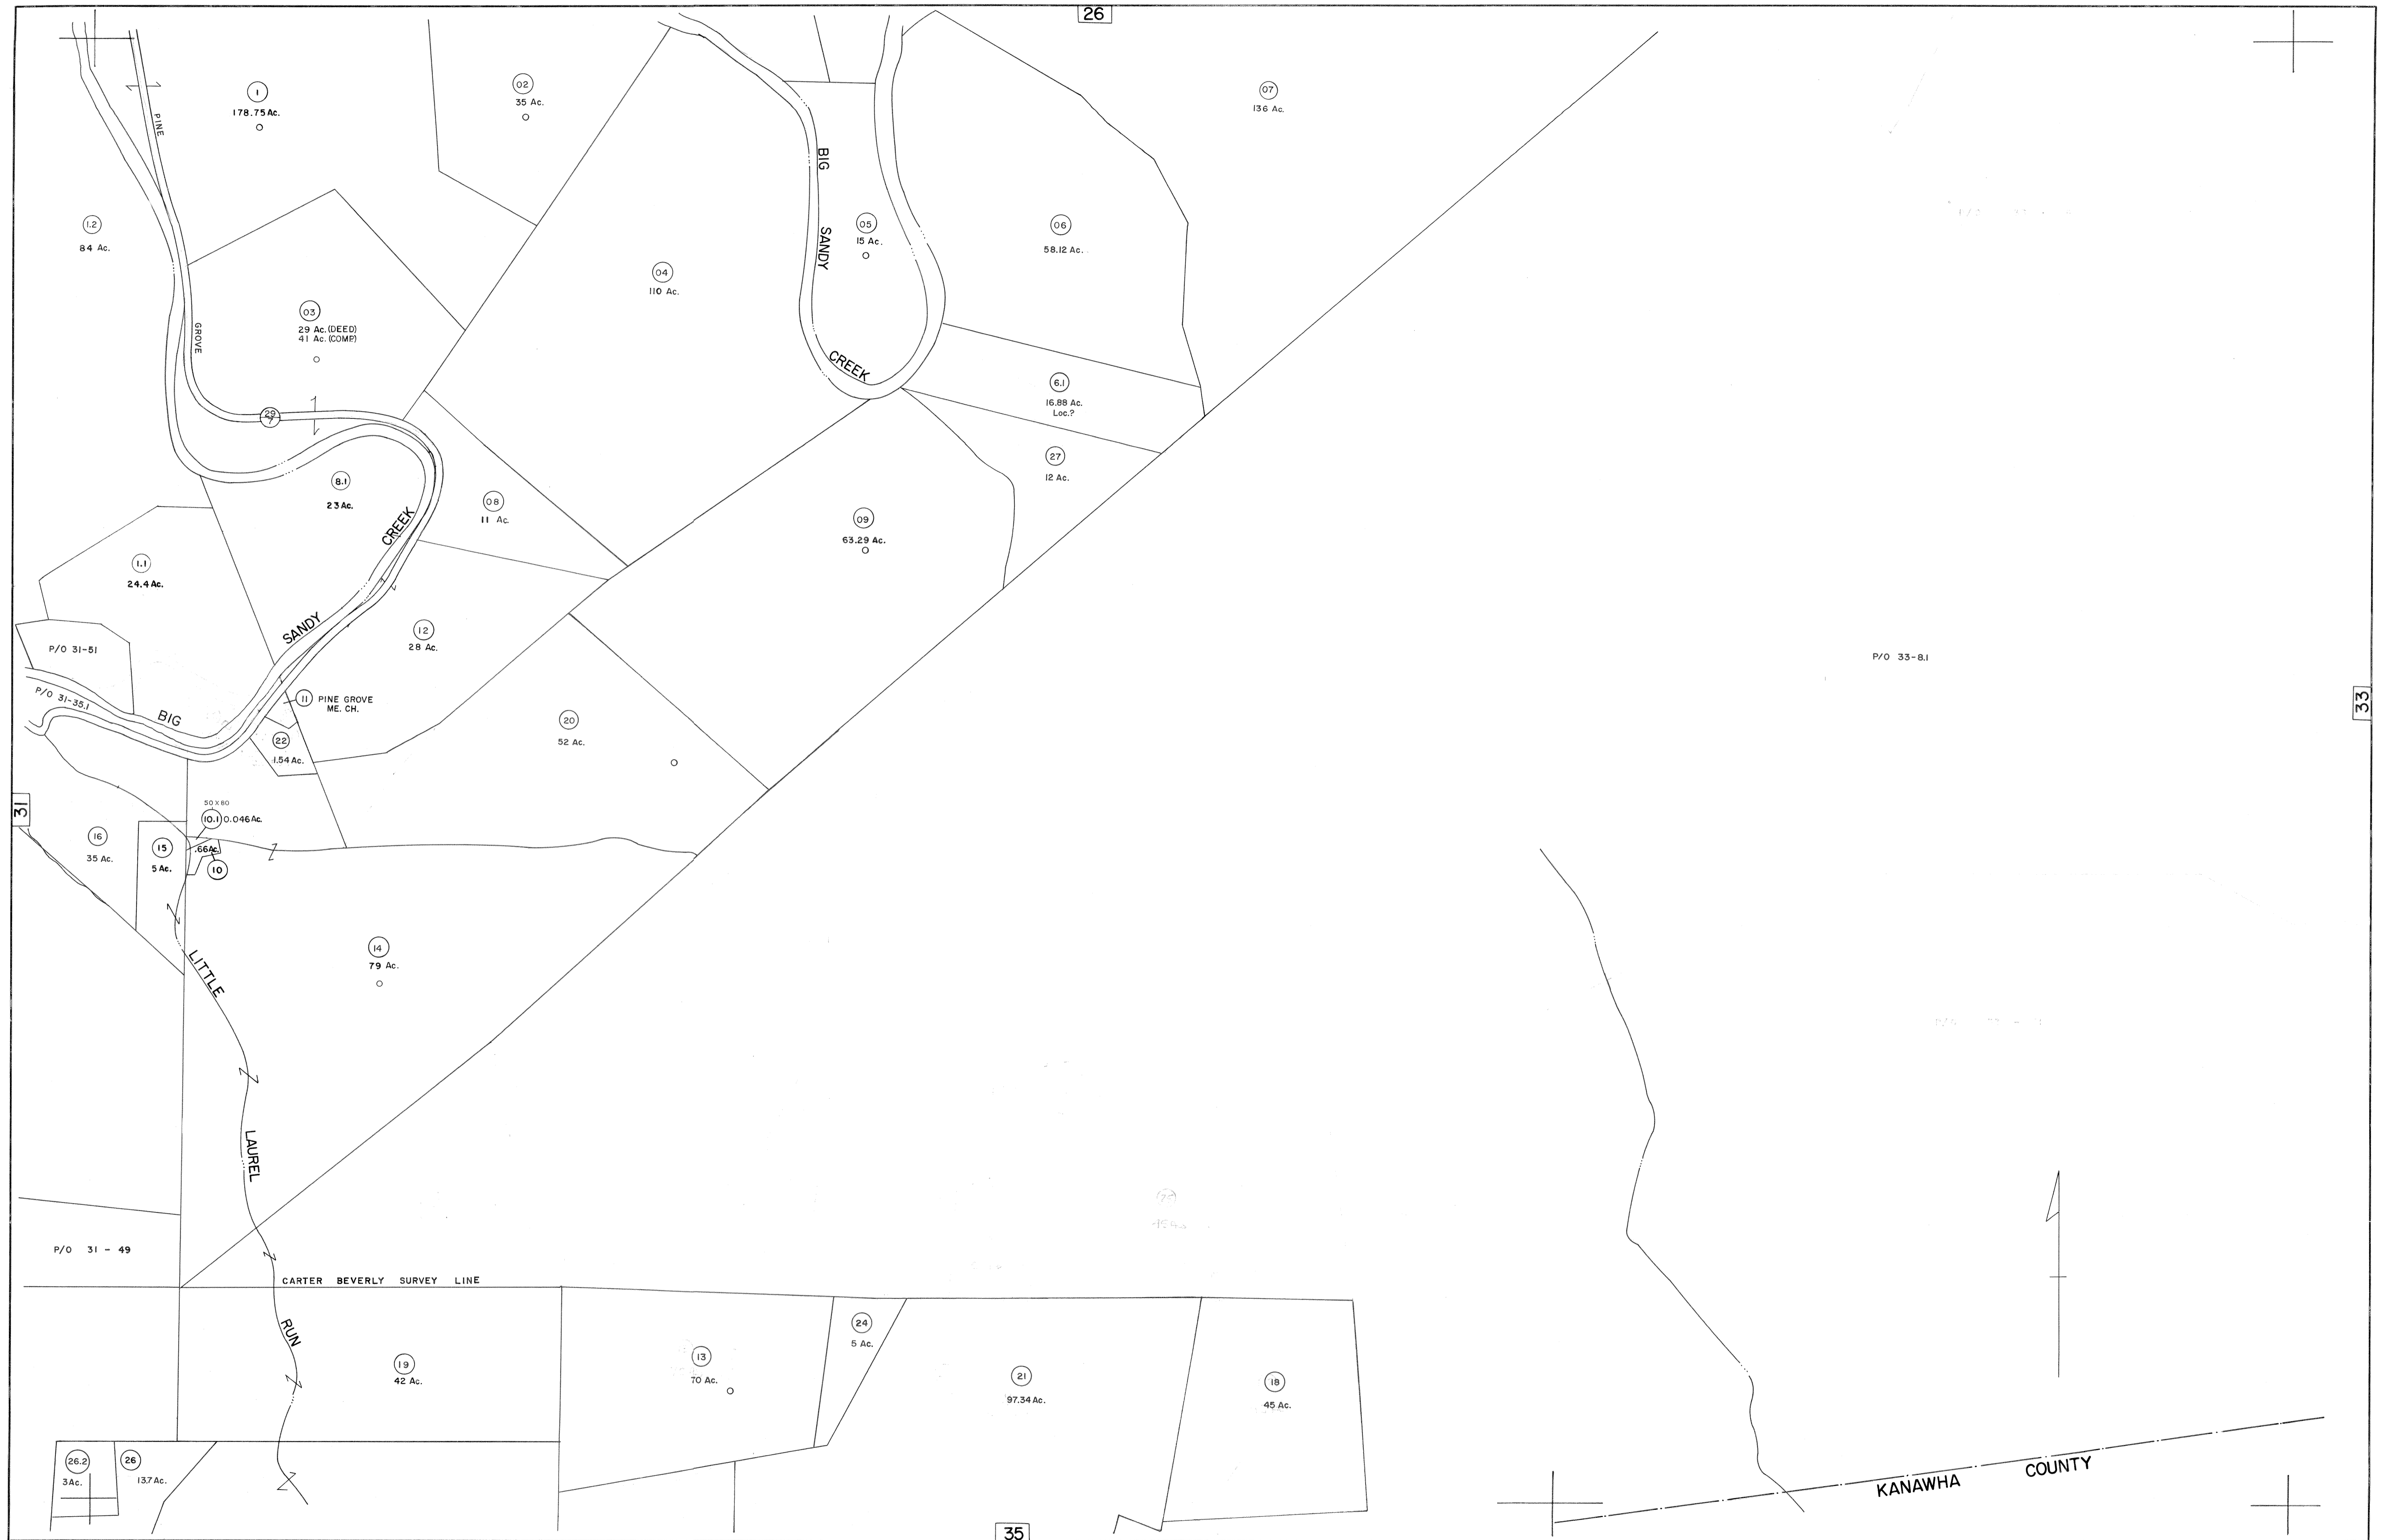 26
1
178.75 Ac.
02
35 Ac.
07
136 Ac.
PINE
BIG
1.2
84 Ac.
05
15 Ac.
06
58.12 Ac.
SANDY
04
110 Ac.
03
29 Ac. (DEED)
41 Ac. (COMP.)
GROVE
CREEK
6.1
16.88 Ac.
Loc.?
29
7
27
12 Ac.
8.1
23 Ac.
08
11 Ac.
CREEK
09
63.29 Ac.
1.1
24.4 Ac.
SANDY
12
28 Ac.
P/O 31-51
P/O 33-8.1
P/O 31-35.1
BIG
11 PINE GROVE
ME. CH.
33
20
52 Ac.
22
1.54 Ac.
31
50 X 80
10.1 0.046 Ac.
16
35 Ac.
15
5 Ac.
.66 Ac.
10
14
79 Ac.
LITTLE
LAUREL
P/O 31 - 49
CARTER BEVERLY SURVEY LINE
RUN
24
5 Ac.
19
42 Ac.
13
70 Ac.
21
97.34 Ac.
18
45 Ac.
26.2
3 Ac.
26
13.7 Ac.
KANAWHA COUNTY
35